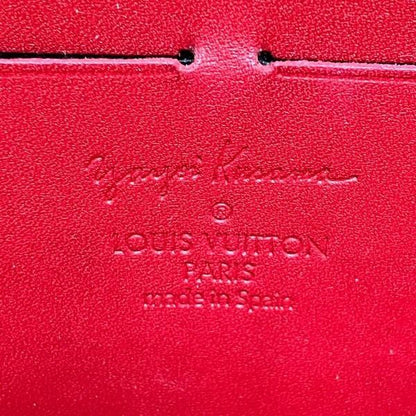 Yayoi Kusama
®
LOUIS VUITTON
PARIS
made in Spain